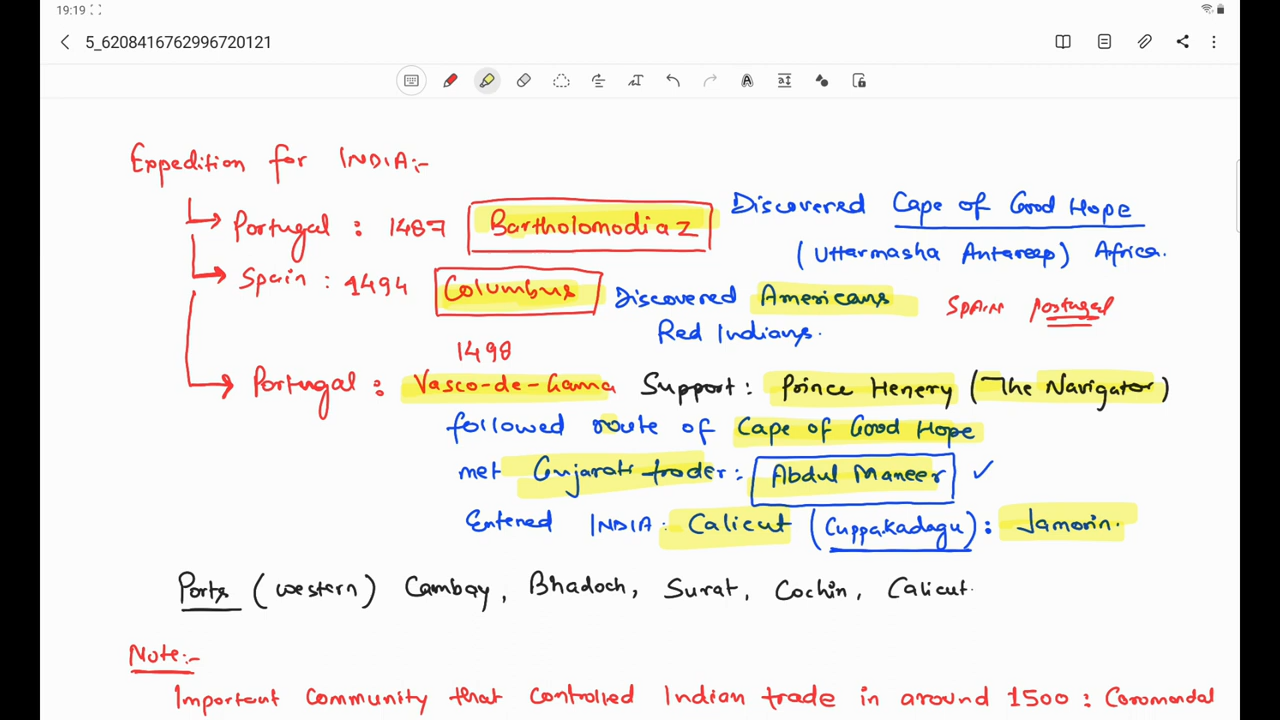 19:19
5_6208416762996720121
Expedition for INDIA:-
Portugal : 1487 Bartholomodiaz Discovered Cape of Good Hope
(Uttarmasha Antareep) Africa.
Spain : 1494 Columbus Discovered Americans SPAIN portugal
Red Indians.
1498
Portugal : Vasco-de-Gama Support : Prince Henery (The Navigator)
followed route of Cape of Good Hope
met Gujarati trader : Abdul Maneer ✓
Entered INDIA : Calicut (Cuppakadagu) : Jamorin.
Ports (western) Cambay, Bhadoch, Surat, Cochin, Calicut.
Note:-
Important community that controlled Indian trade in around 1500 : Coromondal